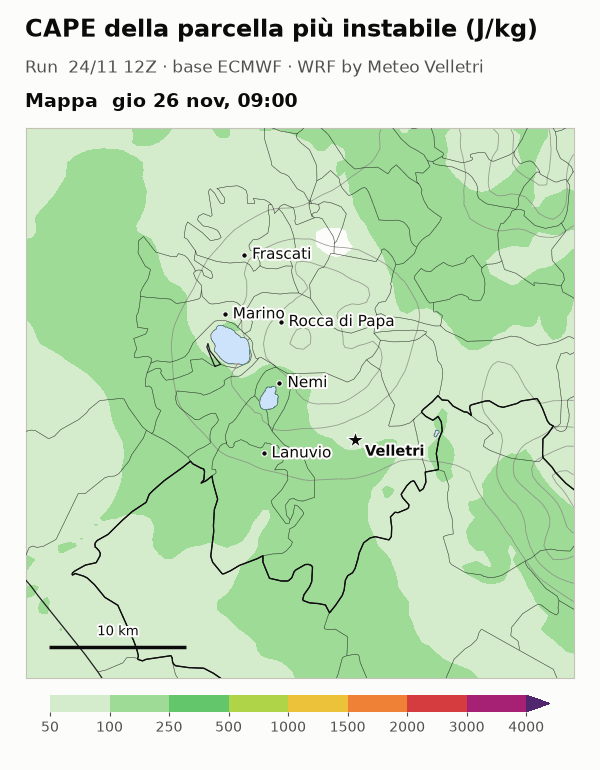 CAPE della parcella più instabile (J/kg)
Run  24/11 12Z · base ECMWF · WRF by Meteo Velletri
Mappa  gio 26 nov, 09:00
Frascati
Marino
Rocca di Papa
Nemi
Velletri
Lanuvio
10 km
50 100 250 500 1000 1500 2000 3000 4000